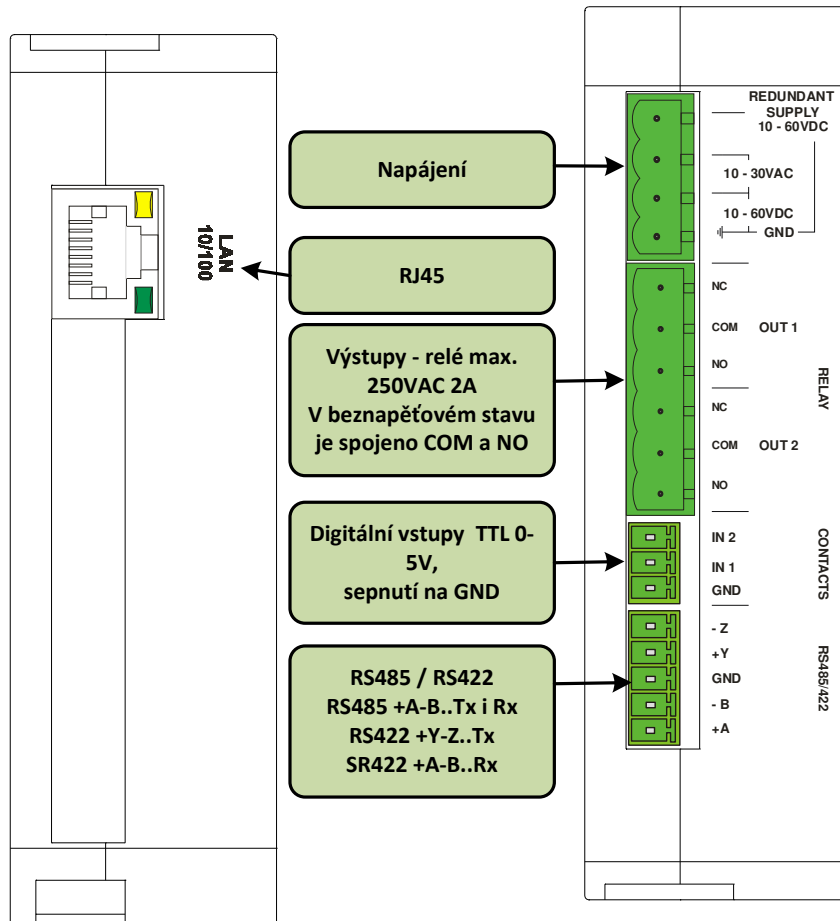 LAN
10/100
Napájení
RJ45
Výstupy - relé max.
250VAC 2A
V beznapěťovém stavu
je spojeno COM a NO
Digitální vstupy TTL 0-
5V,
sepnutí na GND
RS485 / RS422
RS485 +A-B..Tx i Rx
RS422 +Y-Z..Tx
SR422 +A-B..Rx
REDUNDANT
SUPPLY
10 - 60VDC
10 - 30VAC
10 - 60VDC
GND
NC
COM OUT 1
NO
NC
COM OUT 2
NO
RELAY
IN 2
IN 1
GND
CONTACTS
- Z
+Y
GND
- B
+A
RS485/422